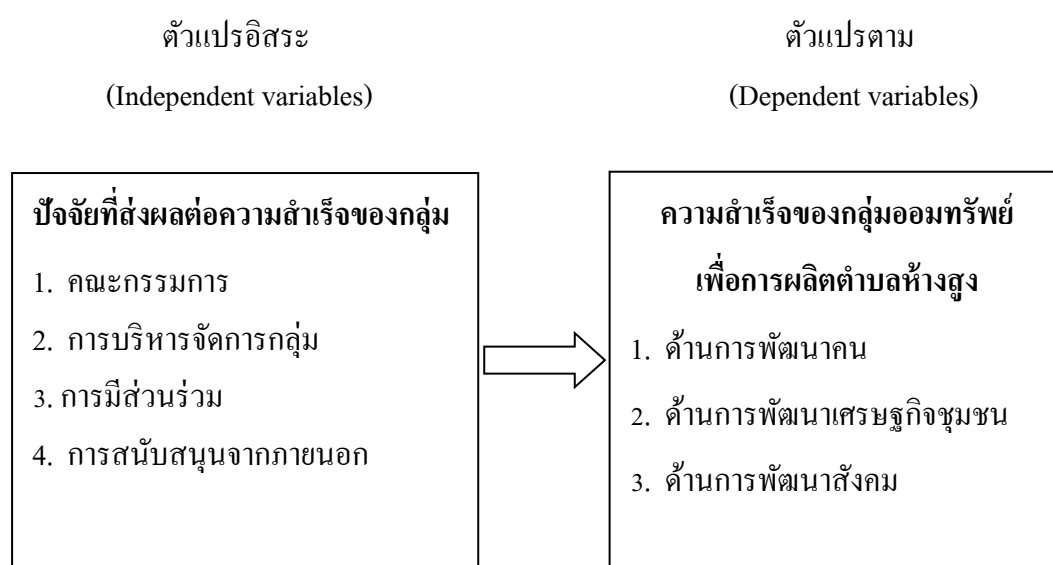 ตัวแปรอิสระ
(Independent variables)
ตัวแปรตาม
(Dependent variables)
ปัจจัยที่ส่งผลต่อความสำเร็จของกลุ่ม
1. คณะกรรมการ
2. การบริหารจัดการกลุ่ม
3. การมีส่วนร่วม
4. การสนับสนุนจากภายนอก
ความสำเร็จของกลุ่มออมทรัพย์
เพื่อการผลิตตำบลห้างสูง
1. ด้านการพัฒนาคน
2. ด้านการพัฒนาเศรษฐกิจชุมชน
3. ด้านการพัฒนาสังคม